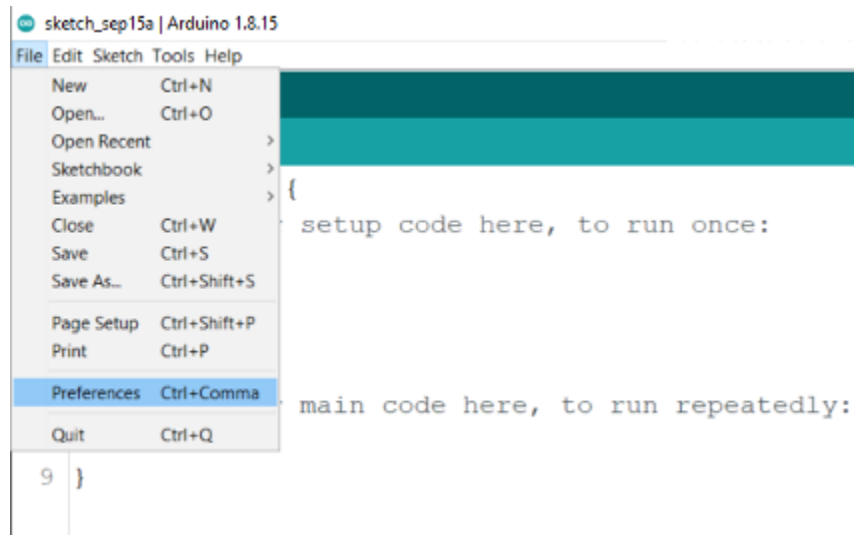 sketch_sep15a | Arduino 1.8.15
File Edit Sketch Tools Help
New Ctrl+N
Open... Ctrl+O
Open Recent >
Sketchbook >
Examples >
Close Ctrl+W
Save Ctrl+S
Save As... Ctrl+Shift+S
Page Setup Ctrl+Shift+P
Print Ctrl+P
Preferences Ctrl+Comma
Quit Ctrl+Q
{
setup code here, to run once:
main code here, to run repeatedly:
9 }